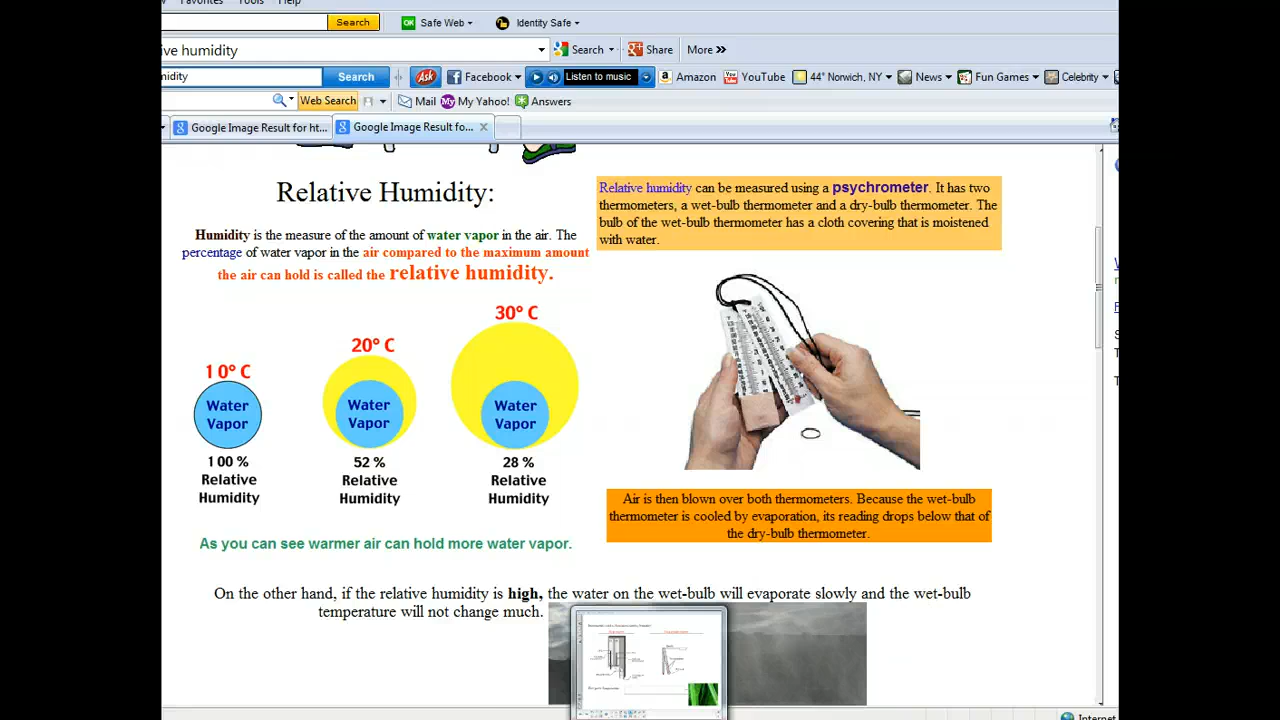 Favorites Tools Help
Search Safe Web Identity Safe
ive humidity Search Share More »
midity Search Ask Facebook Listen to music Amazon YouTube 44° Norwich, NY News Fun Games Celebrity
Web Search Mail My Yahoo! Answers
Google Image Result for ht... Google Image Result fo...
Relative Humidity:
Humidity is the measure of the amount of water vapor in the air. The
percentage of water vapor in the air compared to the maximum amount
the air can hold is called the relative humidity.
Relative humidity can be measured using a psychrometer. It has two
thermometers, a wet-bulb thermometer and a dry-bulb thermometer. The
bulb of the wet-bulb thermometer has a cloth covering that is moistened
with water.
10° C
Water
Vapor
100 %
Relative
Humidity
20° C
Water
Vapor
52 %
Relative
Humidity
30° C
Water
Vapor
28 %
Relative
Humidity
As you can see warmer air can hold more water vapor.
Air is then blown over both thermometers. Because the wet-bulb
thermometer is cooled by evaporation, its reading drops below that of
the dry-bulb thermometer.
On the other hand, if the relative humidity is high, the water on the wet-bulb will evaporate slowly and the wet-bulb
temperature will not change much.
Internet